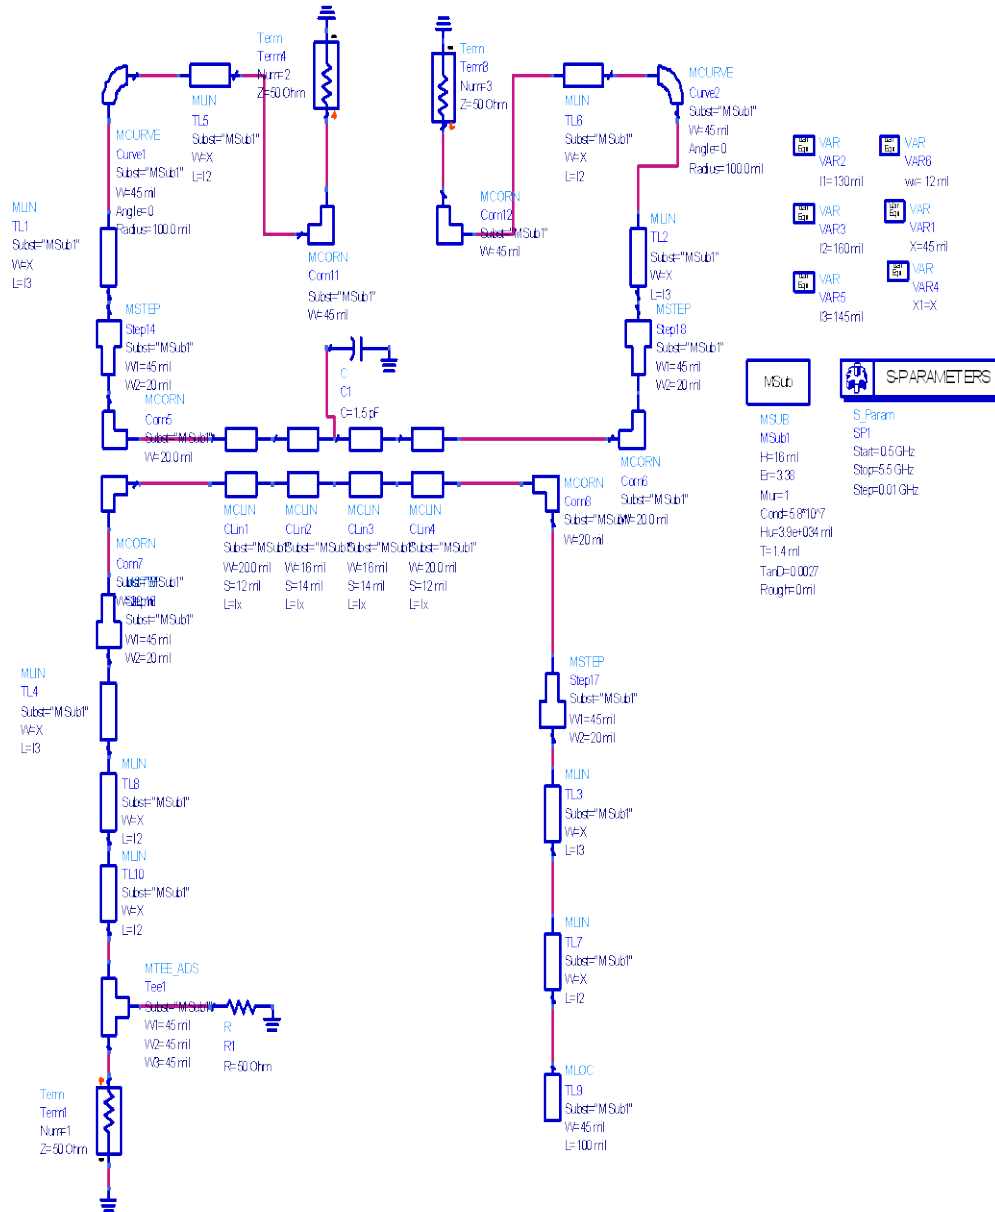 Term
Term4
Num=2
Z=50 Ohm
Term
Term3
Num=3
Z=50 Ohm
MLIN
TL5
Subst="MSub1"
W=X
L=l2
MLIN
TL6
Subst="MSub1"
W=X
L=l2
MCURVE
Curve1
Subst="MSub1"
W=45 mil
Angle=0
Radius=100.0 mil
MCURVE
Curve2
Subst="MSub1"
W=45 mil
Angle=0
Radius=100.0 mil
VAR
VAR2
l1=130 mil
VAR
VAR6
w=12 mil
VAR
VAR3
l2=160 mil
VAR
VAR1
X=45 mil
VAR
VAR5
l3=145 mil
VAR
VAR4
X1=X
MLIN
TL1
Subst="MSub1"
W=X
L=l3
MCORN
Corn11
Subst="MSub1"
W=45 mil
MCORN
Corn12
Subst="MSub1"
W=45 mil
MLIN
TL2
Subst="MSub1"
W=X
L=l3
MSTEP
Step14
Subst="MSub1"
W1=45 mil
W2=20 mil
MSTEP
Step18
Subst="MSub1"
W1=45 mil
W2=20 mil
C
C1
C=1.5 pF
MCORN
Corn5
Subst="MSub1"
W=20.0 mil
MCORN
Corn6
Subst="MSub1"
W=20.0 mil
MSub
MSUB
MSub1
H=16 mil
Er=3.38
Mur=1
Cond=5.8*10^7
Hu=3.9e+034 mil
T=1.4 mil
TanD=0.0027
Rough=0 mil
S-PARAMETERS
S_Param
SP1
Start=0.5 GHz
Stop=5.5 GHz
Step=0.01 GHz
MCLIN
CLin1
Subst="MSub1"
W=20.0 mil
S=12 mil
L=lx
MCLIN
CLin2
Subst="MSub1"
W=16 mil
S=14 mil
L=lx
MCLIN
CLin3
Subst="MSub1"
W=16 mil
S=14 mil
L=lx
MCLIN
CLin4
Subst="MSub1"
W=20.0 mil
S=12 mil
L=lx
MCORN
Corn8
Subst="MSub1"
W=20 mil
MCORN
Corn7
Subst="MSub1"
Subst="MSub1"
W1=45 mil
W2=20 mil
MLIN
TL4
Subst="MSub1"
W=X
L=l3
MSTEP
Step17
Subst="MSub1"
W1=45 mil
W2=20 mil
MLIN
TL8
Subst="MSub1"
W=X
L=l2
MLIN
TL3
Subst="MSub1"
W=X
L=l3
MLIN
TL10
Subst="MSub1"
W=X
L=l2
MLIN
TL7
Subst="MSub1"
W=X
L=l2
MTEE_ADS
Tee1
Subst="MSub1"
W1=45 mil
W2=45 mil
W3=45 mil
R
R1
R=50 Ohm
MLOC
TL9
Subst="MSub1"
W=45 mil
L=100 mil
Term
Term1
Num=1
Z=50 Ohm